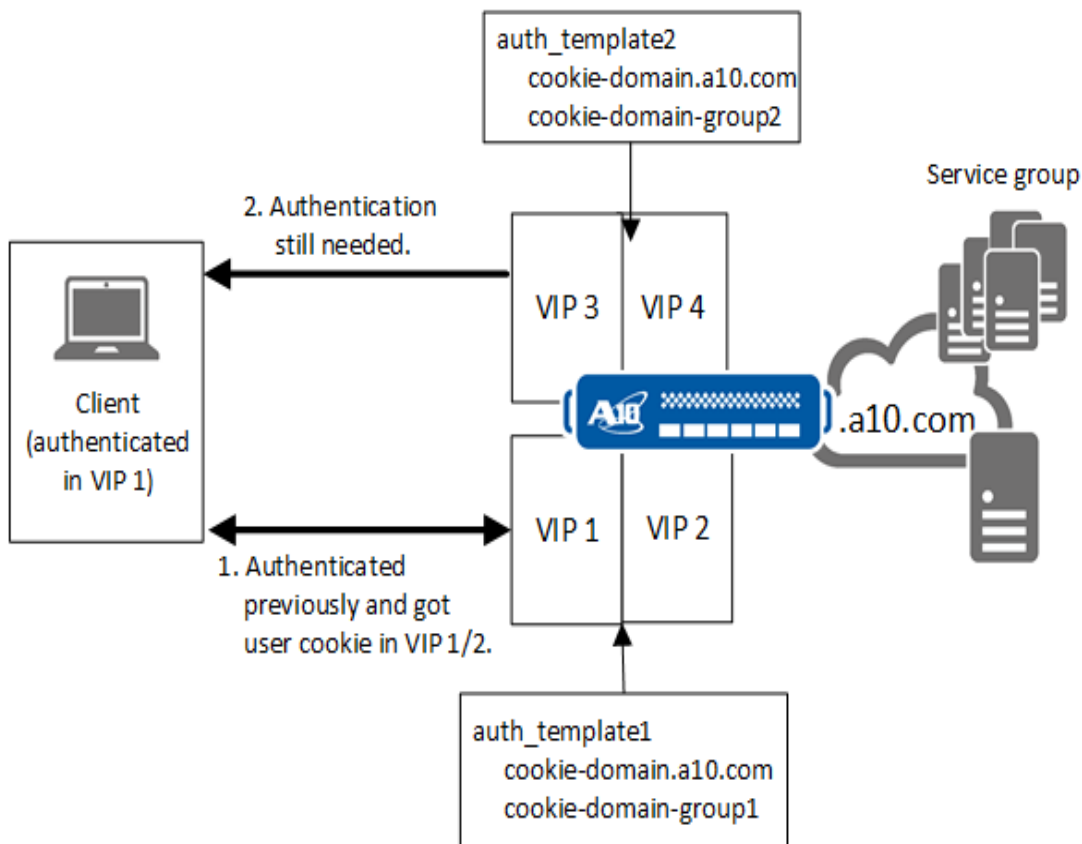 auth_template2
cookie-domain.a10.com
cookie-domain-group2
Service group
2. Authentication
still needed.
VIP 3
VIP 4
Client
(authenticated
in VIP 1)
A10
.a10.com
VIP 1
VIP 2
1. Authenticated
previously and got
user cookie in VIP 1/2.
auth_template1
cookie-domain.a10.com
cookie-domain-group1